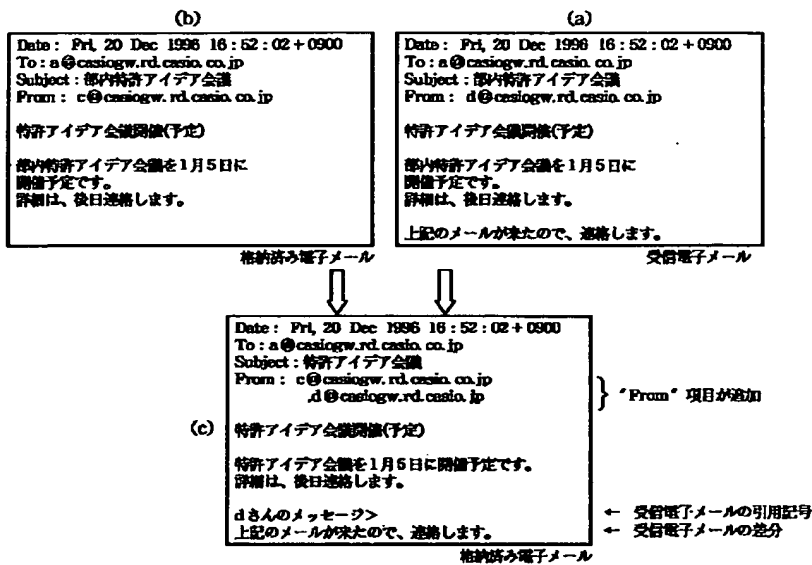 (b)
Date : Fri, 20 Dec 1996 16 : 52 : 02 + 0900
To : a@casiogw.rd.casio.co.jp
Subject : 部内特許アイデア会議
From : c@casiogw.rd.casio.co.jp
特許アイデア会議開催(予定)
部内特許アイデア会議を1月5日に
開催予定です。
詳細は、後日連絡します。
格納済み電子メール
(a)
Date : Fri, 20 Dec 1996 16 : 52 : 02 + 0900
To : a@casiogw.rd.casio.co.jp
Subject : 部内特許アイデア会議
From : d@casiogw.rd.casio.co.jp
特許アイデア会議開催(予定)
部内特許アイデア会議を1月5日に
開催予定です。
詳細は、後日連絡します。
上記のメールが来たので、連絡します。
受信電子メール
(c)
Date : Fri, 20 Dec 1996 16 : 52 : 02 + 0900
To : a@casiogw.rd.casio.co.jp
Subject : 特許アイデア会議
From : c@casiogw.rd.casio.co.jp
,d@casiogw.rd.casio.jp
"From" 項目が追加
特許アイデア会議開催(予定)
特許アイデア会議を1月5日に開催予定です。
詳細は、後日連絡します。
dさんのメッセージ>
← 受信電子メールの引用記号
上記のメールが来たので、連絡します。
← 受信電子メールの差分
格納済み電子メール